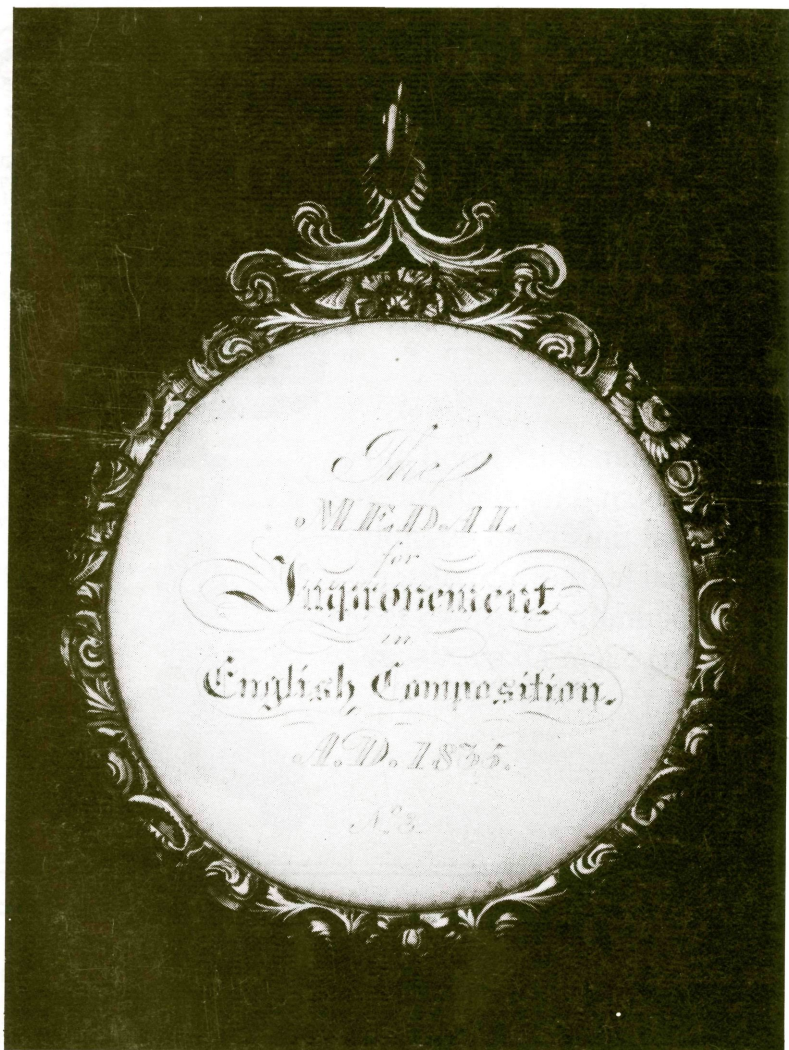 The
MEDAL
for
Improvement
in
English Composition.
A.D. 1835.
No 3.